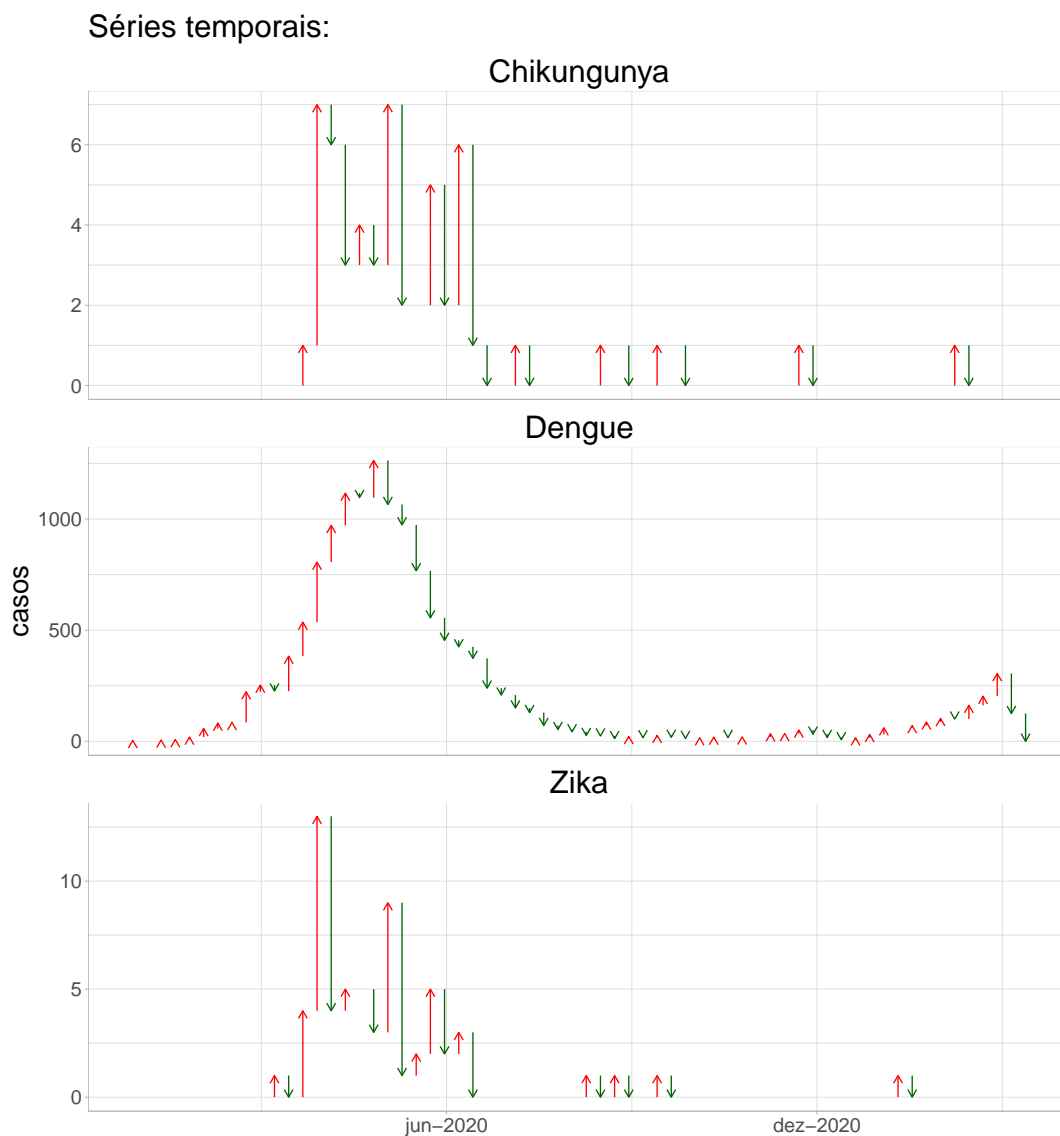 Séries temporais:
Chikungunya
6
4
2
0
Dengue
1000
500
0
casos
Zika
10
5
0
jun−2020
dez−2020